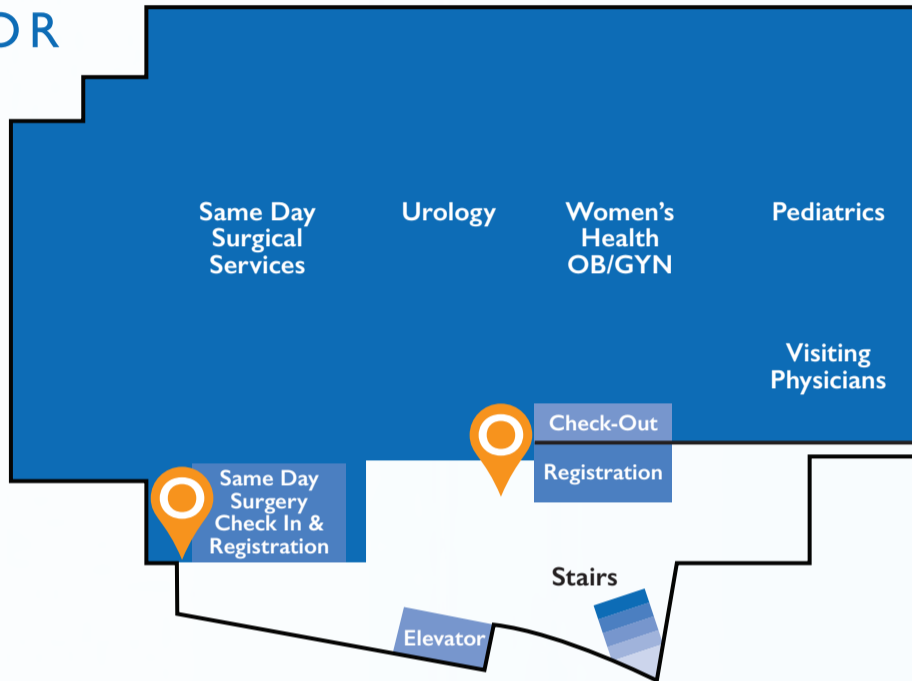 OR
Same Day
Surgical
Services
Urology
Women’s
Health
OB/GYN
Pediatrics
Visiting
Physicians
Check-Out
Registration
Same Day
Surgery
Check In &
Registration
Stairs
Elevator